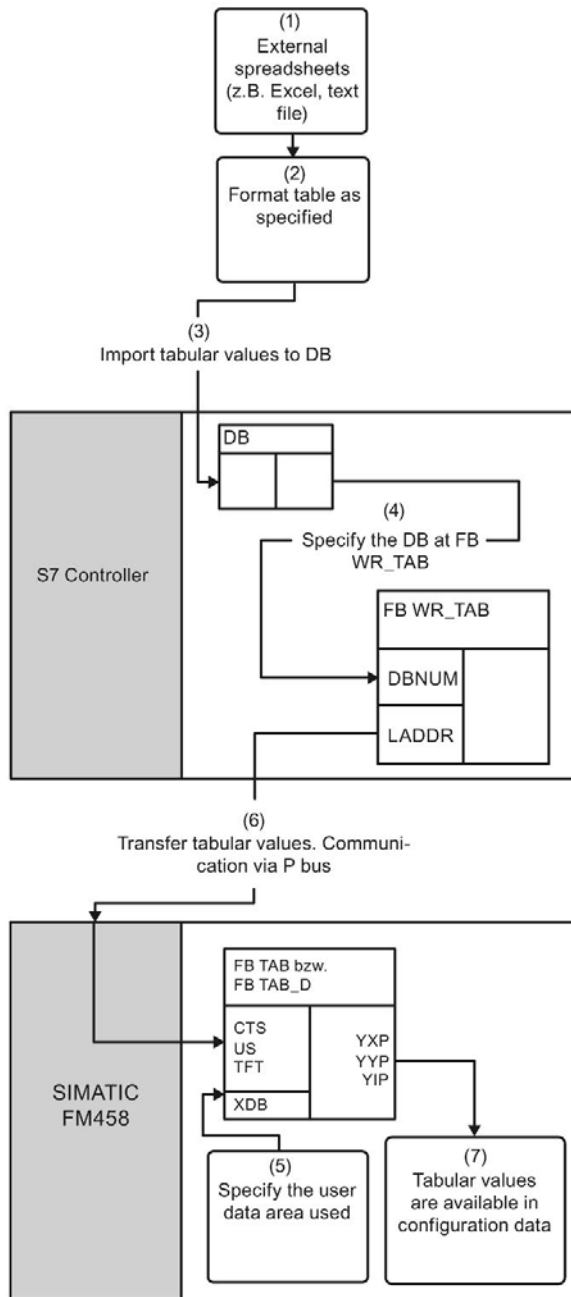 (1)
External
spreadsheets
(z.B. Excel, text
file)
(2)
Format table as
specified
(3)
Import tabular values to DB
DB
(4)
Specify the DB at FB
WR_TAB
S7 Controller
FB WR_TAB
DBNUM
LADDR
(6)
Transfer tabular values. Communi-
cation via P bus
FB TAB bzw.
FB TAB_D
CTS
US
TFT
YXP
YYP
YIP
XDB
SIMATIC
FM458
(5)
Specify the user
data area used
(7)
Tabular values
are available in
configuration data